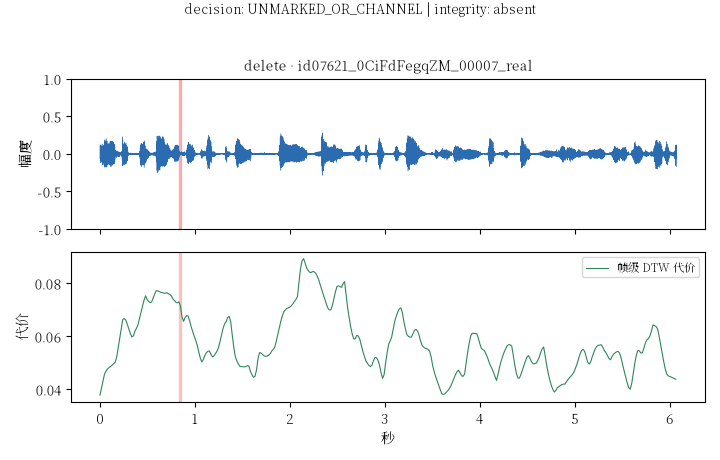 decision: UNMARKED_OR_CHANNEL | integrity: absent
delete · id07621_0CiFdFegqZM_00007_real
幅度
1.0
0.5
0.0
-0.5
-1.0
帧级 DTW 代价
代价
0.08
0.06
0.04
0 1 2 3 4 5 6
秒